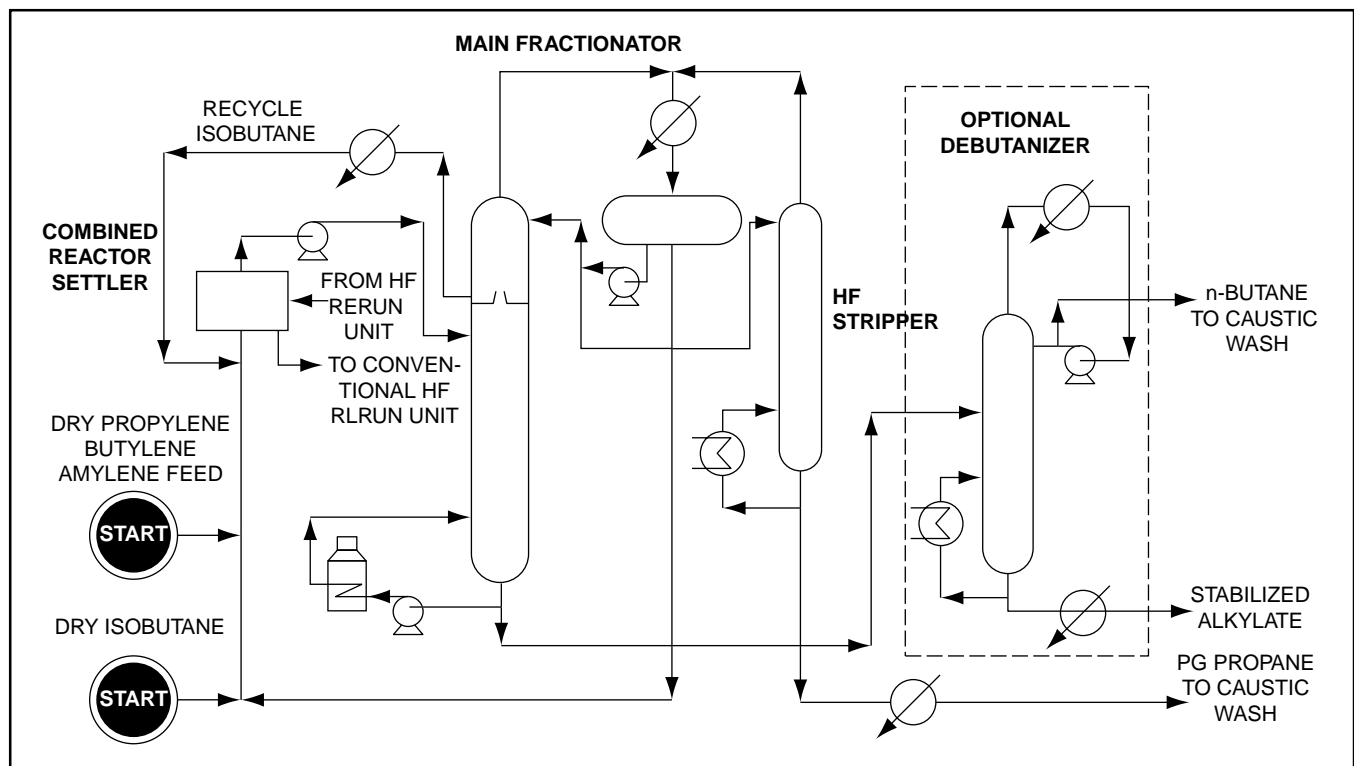 MAIN FRACTIONATOR
RECYCLE
ISOBUTANE
OPTIONAL
DEBUTANIZER
COMBINED
REACTOR
SETTLER
FROM HF
RERUN
UNIT
HF
STRIPPER
n-BUTANE
TO CAUSTIC
WASH
TO CONVEN-
TIONAL HF
RLRUN UNIT
DRY PROPYLENE
BUTYLENE
AMYLENE FEED
START
DRY ISOBUTANE
START
STABILIZED
ALKYLATE
PG PROPANE
TO CAUSTIC
WASH